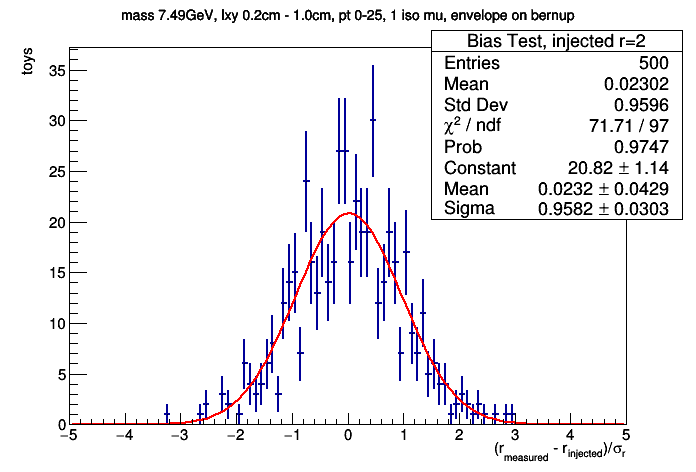 mass 7.49GeV, lxy 0.2cm - 1.0cm, pt 0-25, 1 iso mu, envelope on bernup
Bias Test, injected r=2
Entries 500
Mean 0.02302
Std Dev 0.9596
χ² / ndf 71.71 / 97
Prob 0.9747
Constant 20.82 ± 1.14
Mean 0.0232 ± 0.0429
Sigma 0.9582 ± 0.0303
toys
35
30
25
20
15
10
5
0
−5 −4 −3 −2 −1 0 1 2 3 4 5
(r_measured - r_injected)/σ_r